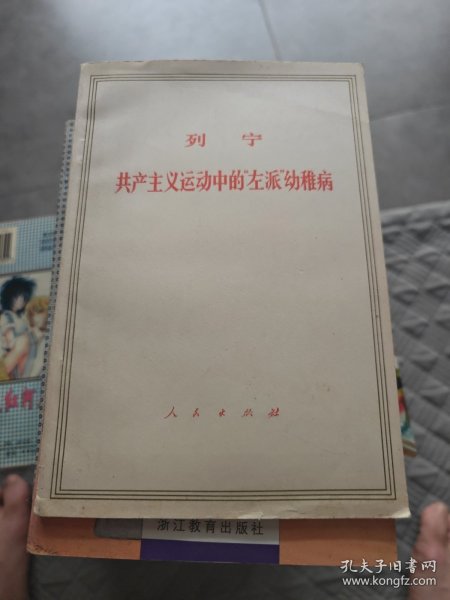 列 宁
共产主义运动中的“左派”幼稚病
人民出版社
浙江教育出版社
孔夫子旧书网
www.kongfz.com